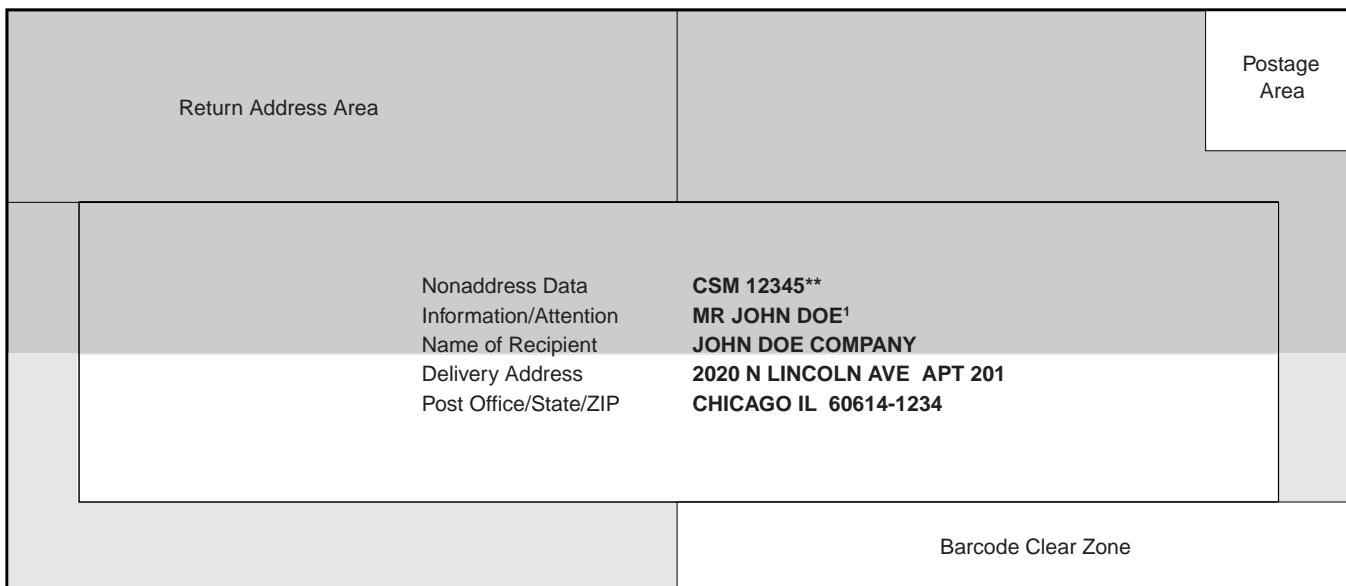 Postage
Area
Return Address Area
Nonaddress Data CSM 12345**
Information/Attention MR JOHN DOE¹
Name of Recipient JOHN DOE COMPANY
Delivery Address 2020 N LINCOLN AVE  APT 201
Post Office/State/ZIP CHICAGO IL  60614-1234
Barcode Clear Zone